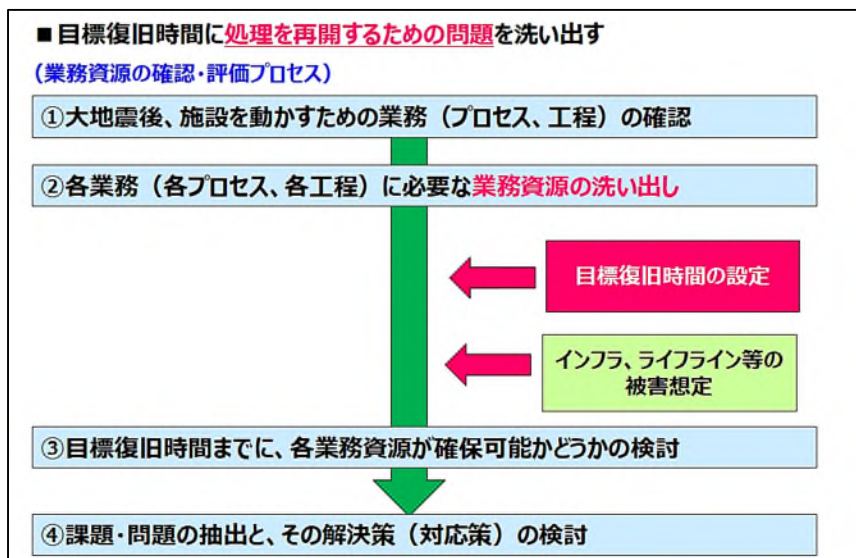 ■目標復旧時間に処理を再開するための問題を洗い出す
（業務資源の確認・評価プロセス）
①大地震後、施設を動かすための業務（プロセス、工程）の確認
②各業務（各プロセス、各工程）に必要な業務資源の洗い出し
目標復旧時間の設定
インフラ、ライフライン等の
被害想定
③目標復旧時間までに、各業務資源が確保可能かどうかの検討
④課題・問題の抽出と、その解決策（対応策）の検討